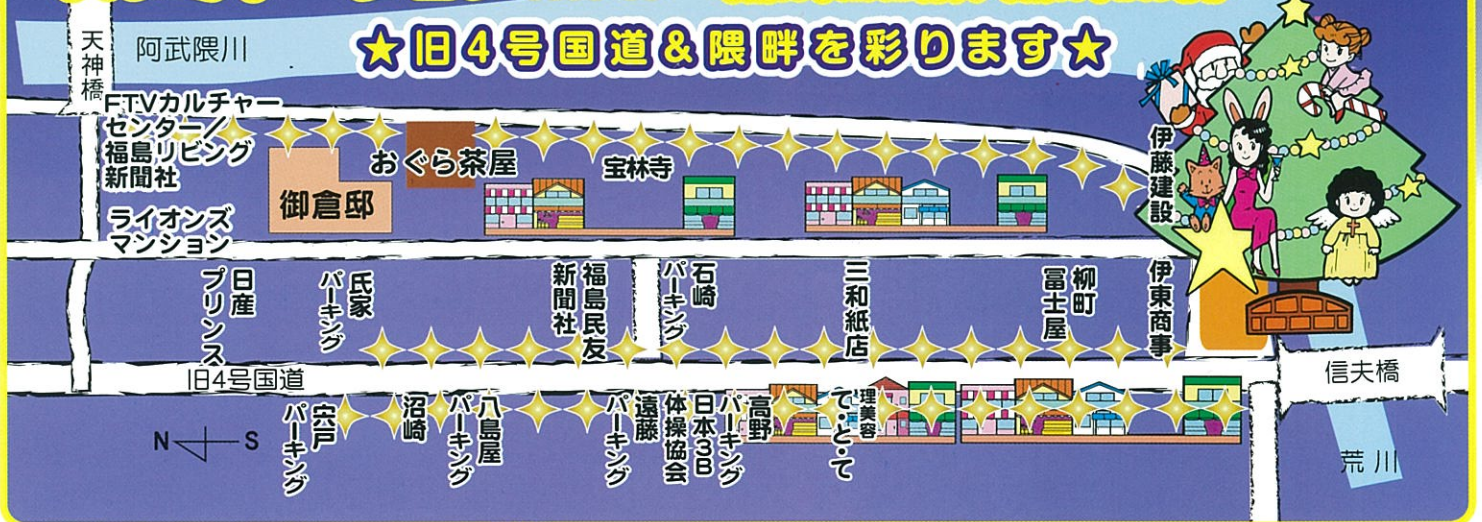 ★旧4号国道&隈畔を彩ります★
天神橋
阿武隈川
FTVカルチャー
センター/
福島リビング
新聞社
御倉邸
おぐら茶屋
宝林寺
伊藤建設
ライオンズ
マンション
日産
プリンス
氏家
パーキング
福島民友
新聞社
石崎
パーキング
三和紙店
柳町
冨士屋
伊東商事
旧4号国道
信夫橋
宍戸
パーキング
沼崎
八島屋
パーキング
遠藤
パーキング
日本3B
体操協会
高野
パーキング
理美容
て・と・て
N S
荒川